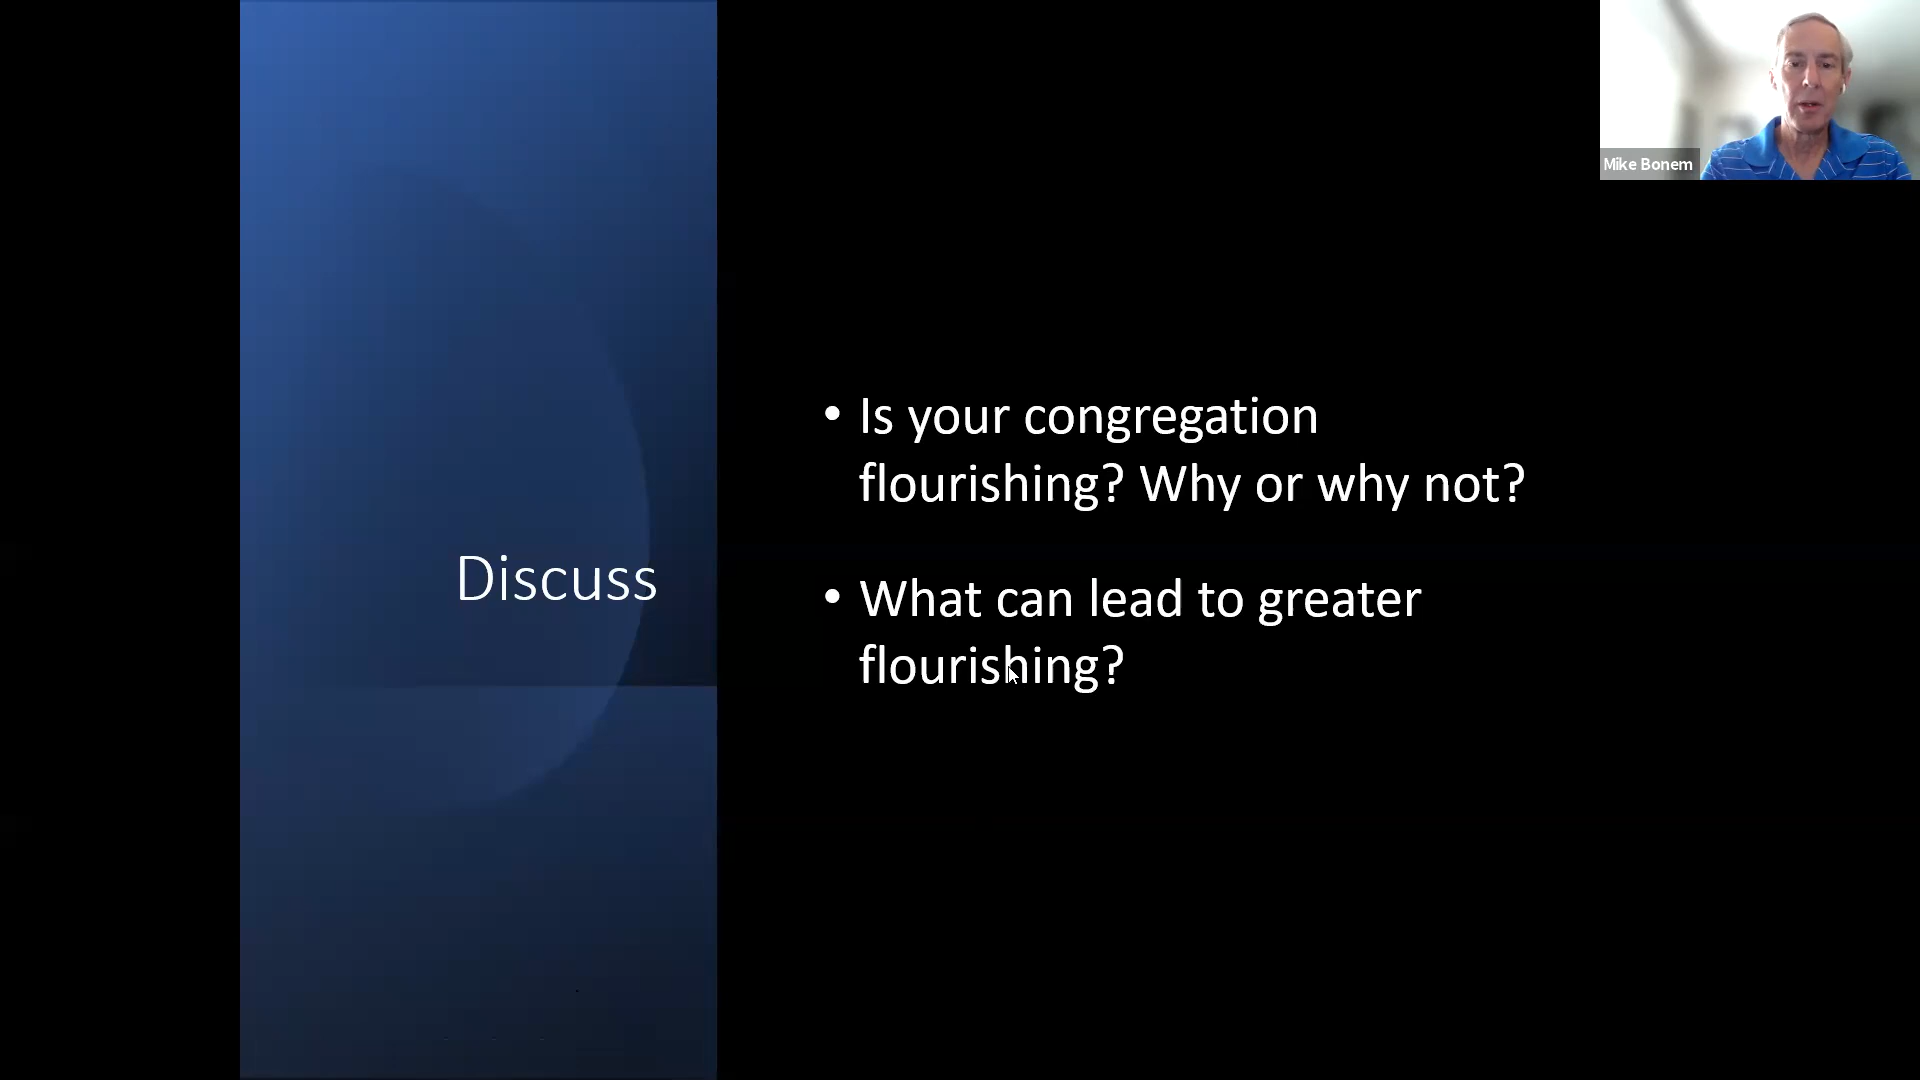 Mike Bonem
Discuss
• Is your congregation
flourishing? Why or why not?
• What can lead to greater
flourishing?